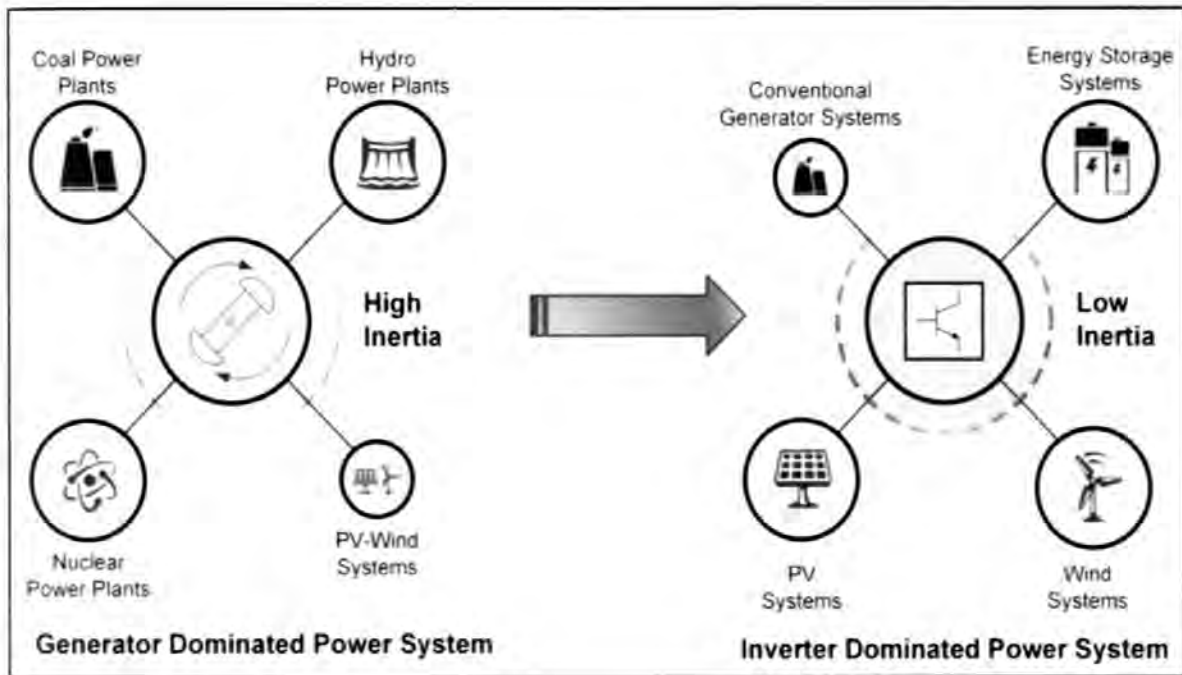 Coal Power
Plants
Hydro
Power Plants
High
Inertia
Nuclear
Power Plants
PV-Wind
Systems
Generator Dominated Power System
Conventional
Generator Systems
Energy Storage
Systems
Low
Inertia
PV
Systems
Wind
Systems
Inverter Dominated Power System